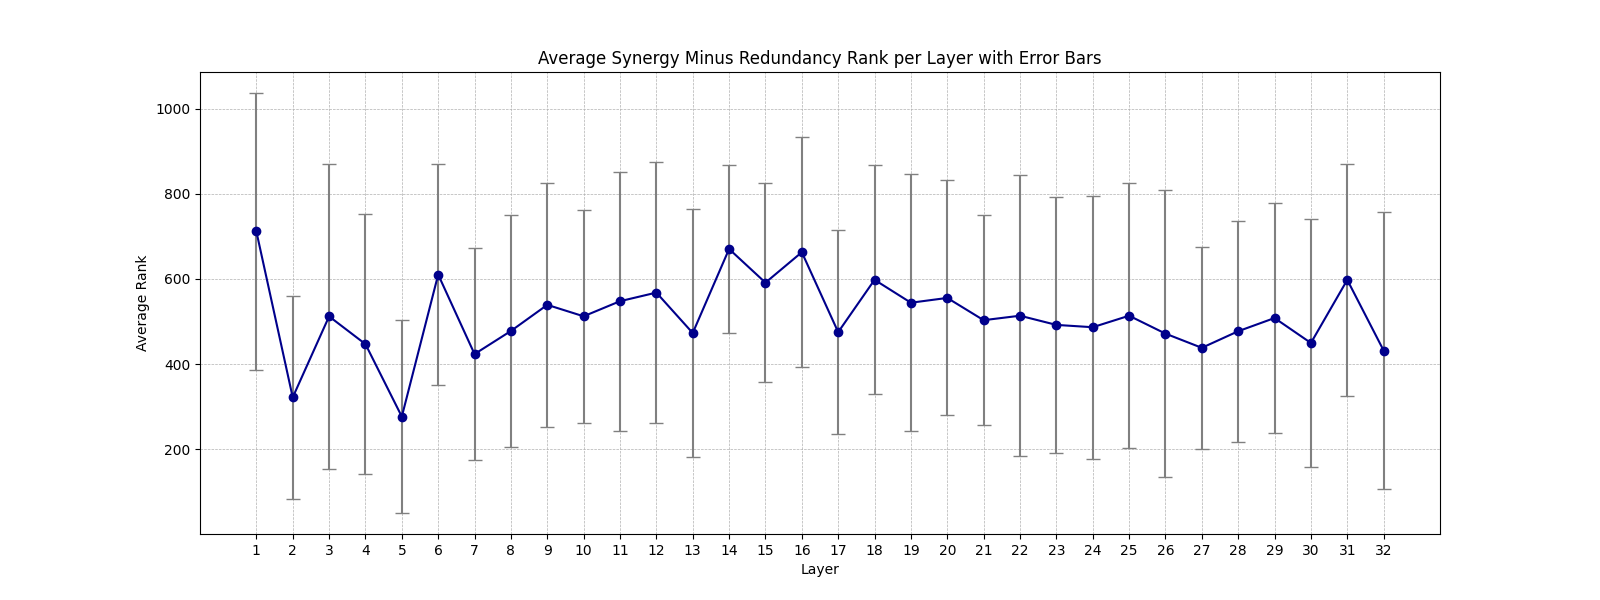 Average Synergy Minus Redundancy Rank per Layer with Error Bars
1000
800
600
400
200
Average Rank
1 2 3 4 5 6 7 8 9 10 11 12 13 14 15 16 17 18 19 20 21 22 23 24 25 26 27 28 29 30 31 32
Layer